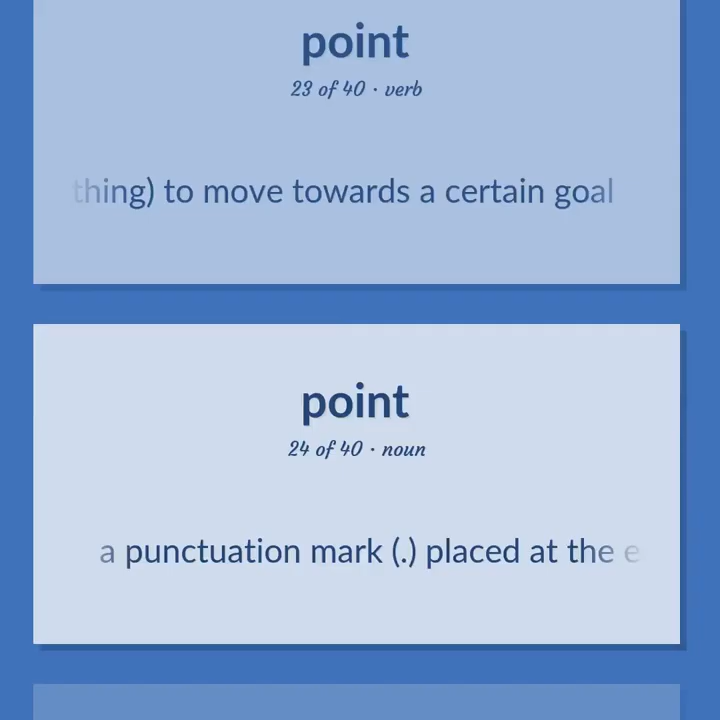 point
23 of 40 · verb
thing) to move towards a certain goal
point
24 of 40 · noun
a punctuation mark (.) placed at the